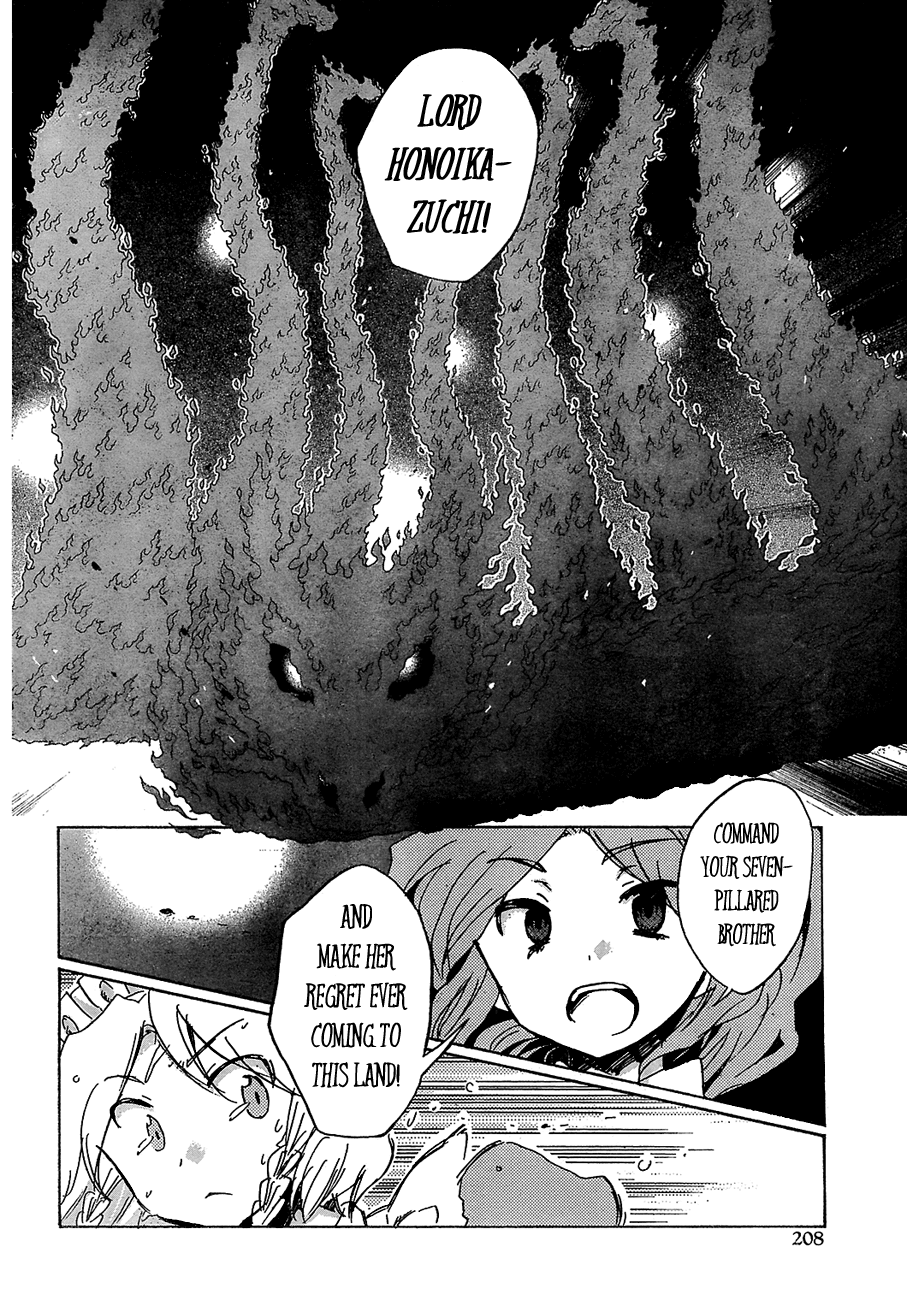 LORD
HONOIKA-
ZUCHI!
COMMAND
YOUR SEVEN-
PILLARED
BROTHER
AND
MAKE HER
REGRET EVER
COMING TO
THIS LAND!
208